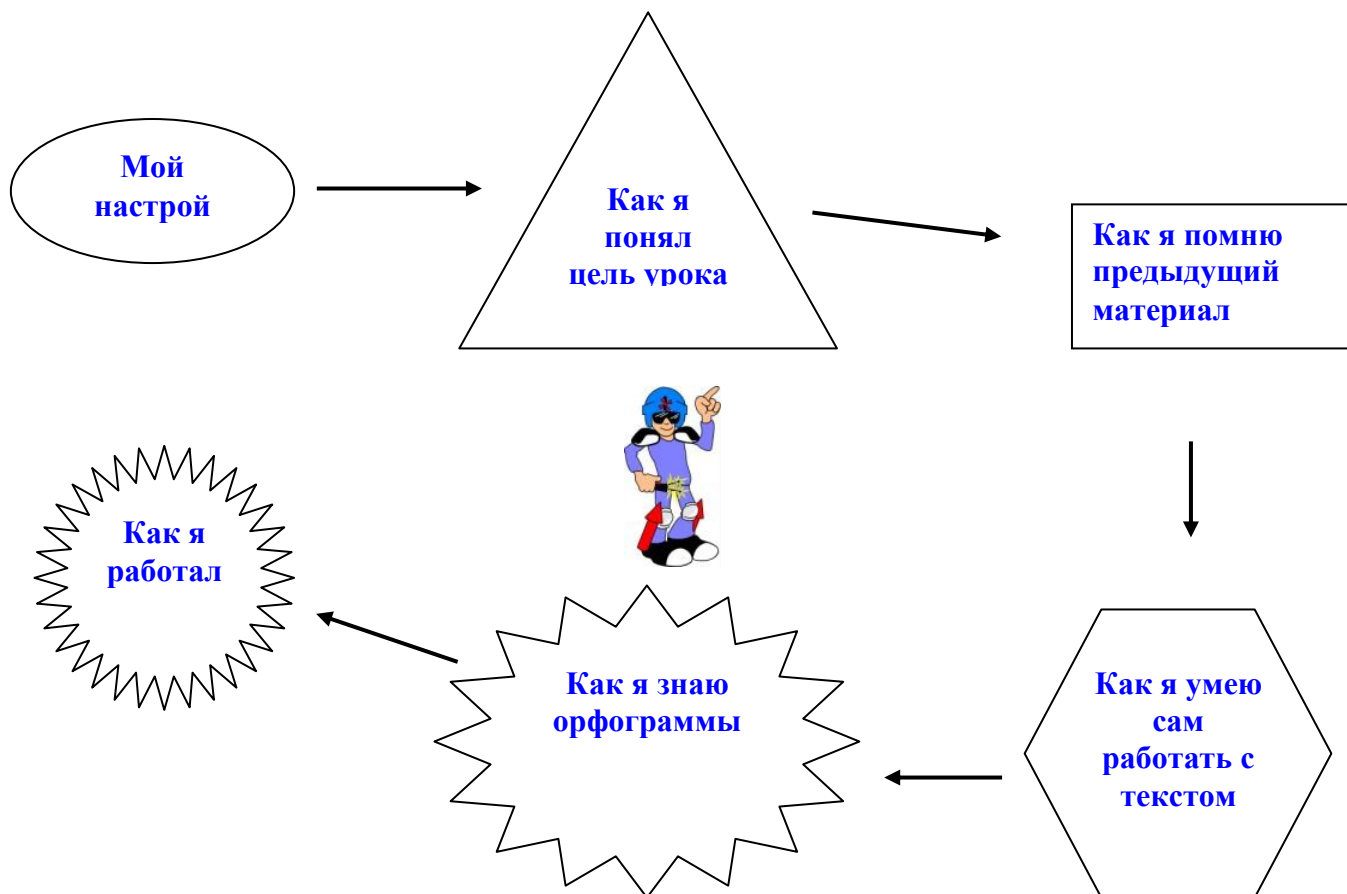 Мой
настрой
Как я
понял
цель урока
Как я помню
предыдущий
материал
Как я умею
сам
работать с
текстом
Как я знаю
орфограммы
Как я
работал